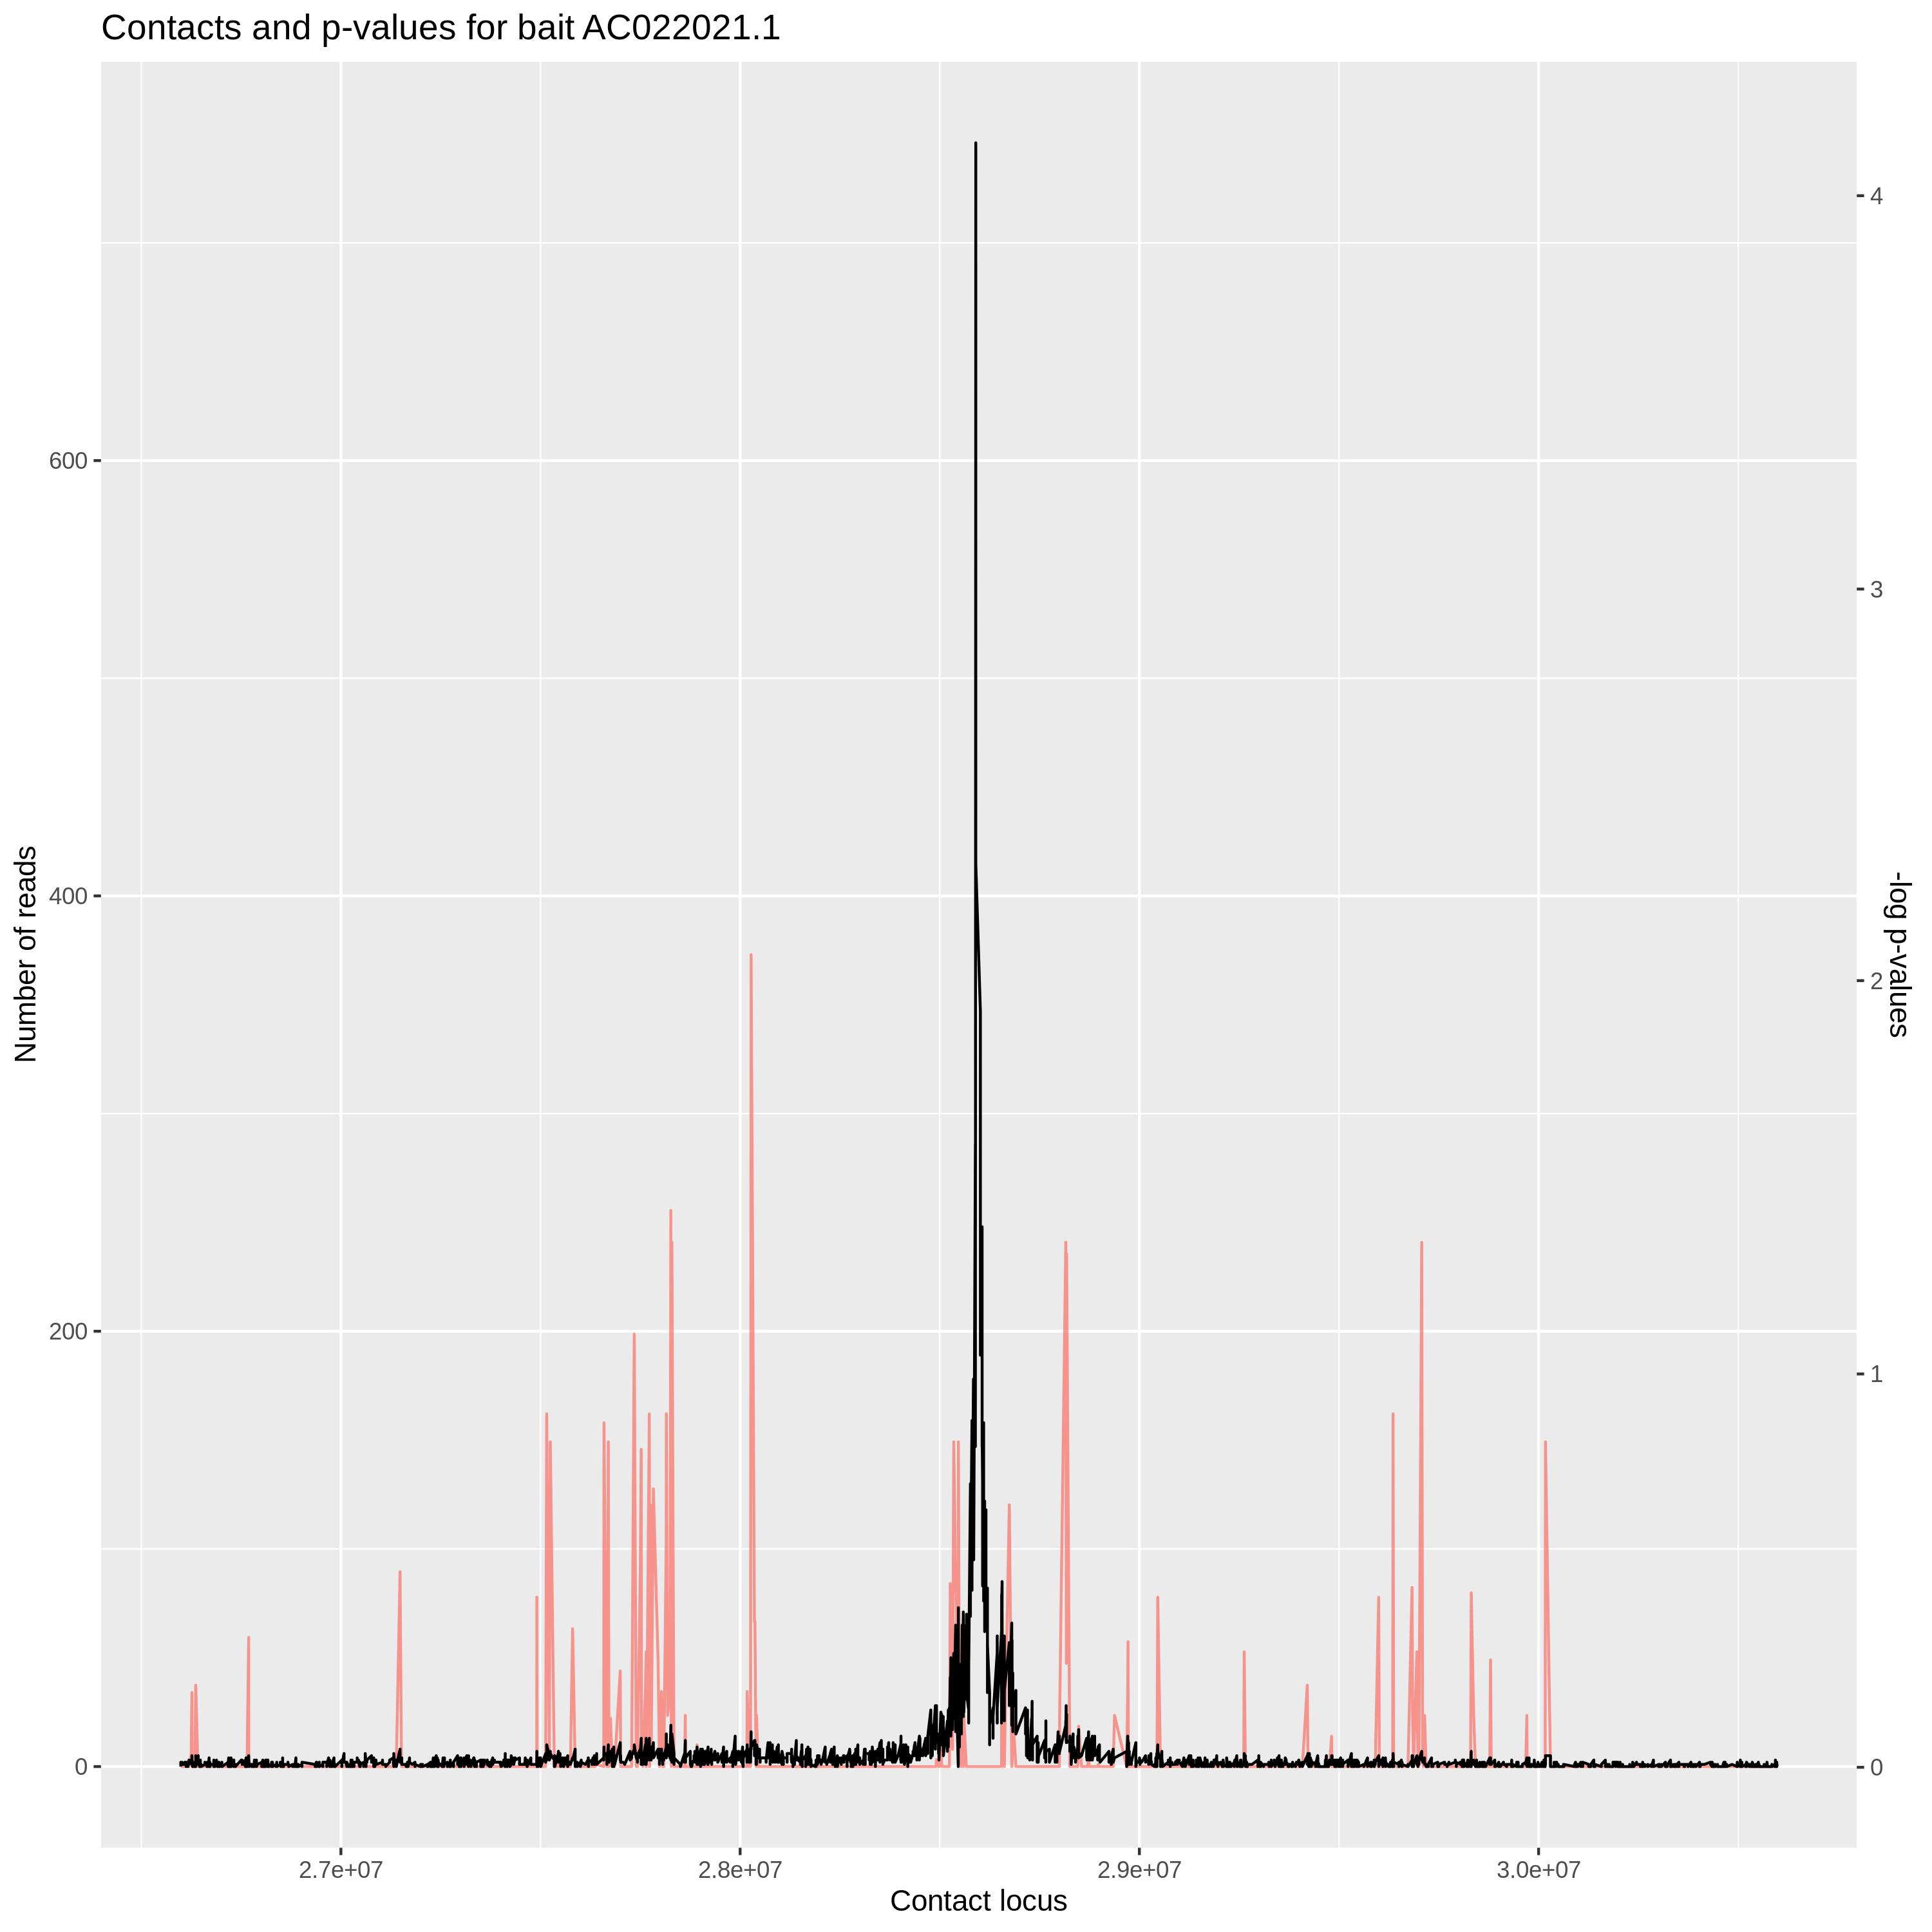 Contacts and p-values for bait AC022021.1
Number of reads
600
400
200
0
4
3
2
1
0
-log p-values
2.7e+07
2.8e+07
2.9e+07
3.0e+07
Contact locus